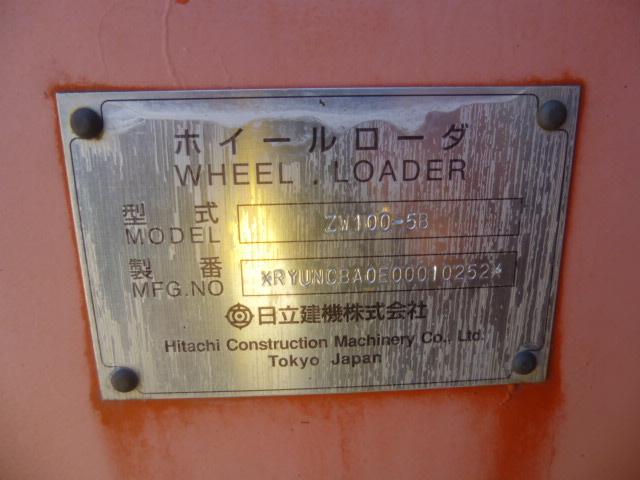 ホイールローダ
WHEEL . LOADER
型 式 ZW100-5B
MODEL
製 番 *RYUNCBA0E00010252*
MFG.NO
日立建機株式会社
Hitachi Construction Machinery Co., Ltd.
Tokyo Japan